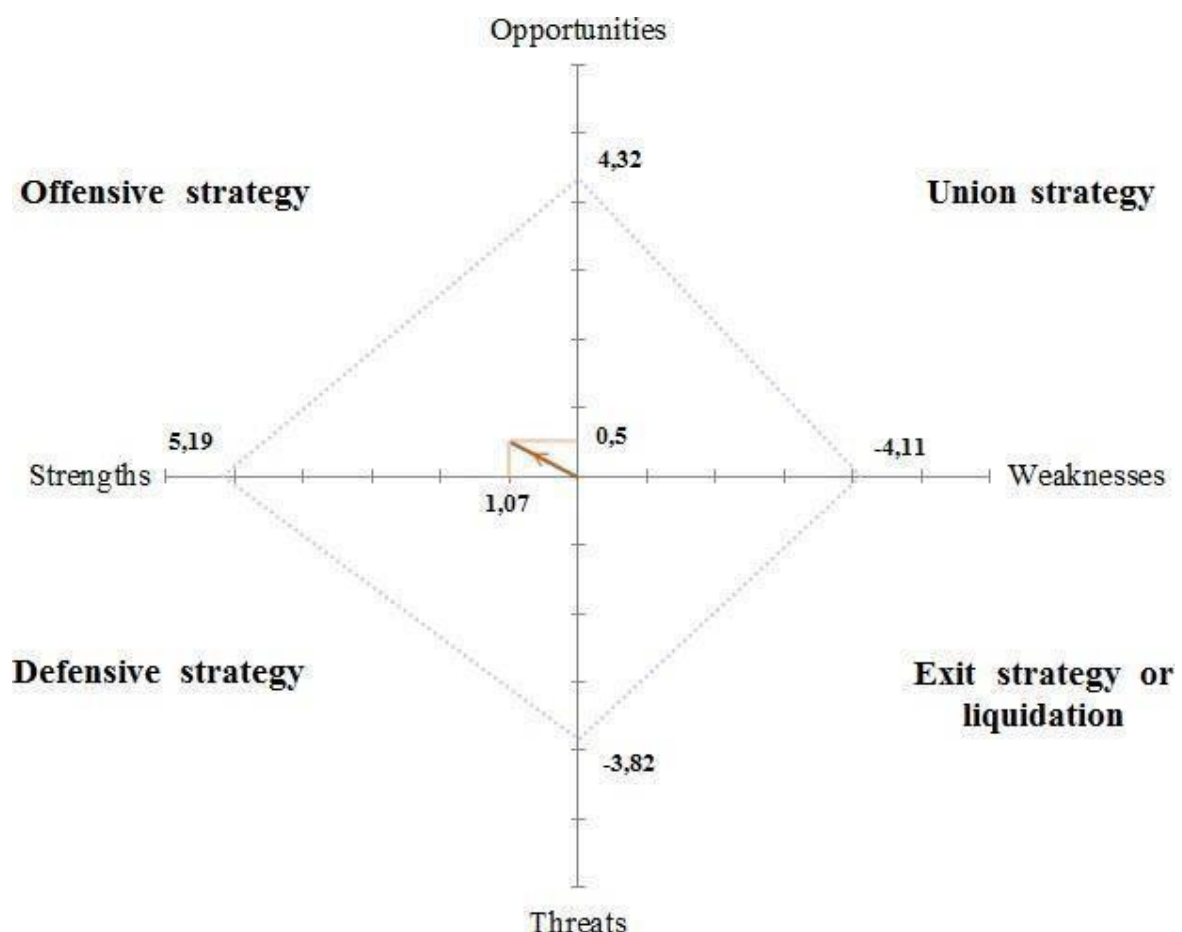 Opportunities
4,32
Offensive strategy
Union strategy
5,19
0,5
-4,11
Strengths
Weaknesses
1,07
Defensive strategy
Exit strategy or
liquidation
-3,82
Threats